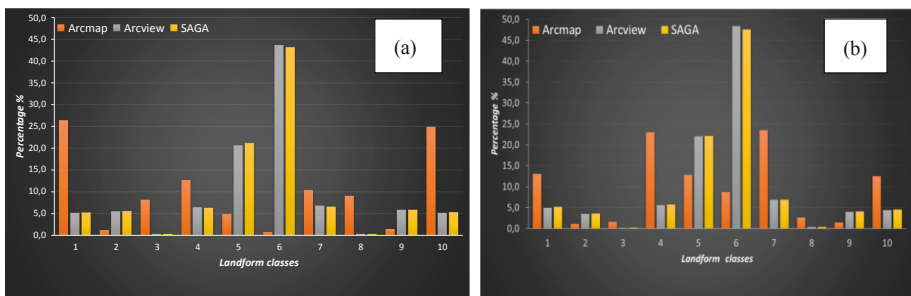 50,0
45,0
40,0
35,0
30,0
25,0
20,0
15,0
10,0
5,0
0,0
Percentage %
Arcmap Arcview SAGA
(a)
1 2 3 4 5 6 7 8 9 10
Landform classes
50,0
45,0
40,0
35,0
30,0
25,0
20,0
15,0
10,0
5,0
0,0
Percentage %
Arcmap Arcview SAGA
(b)
1 2 3 4 5 6 7 8 9 10
Landform classes